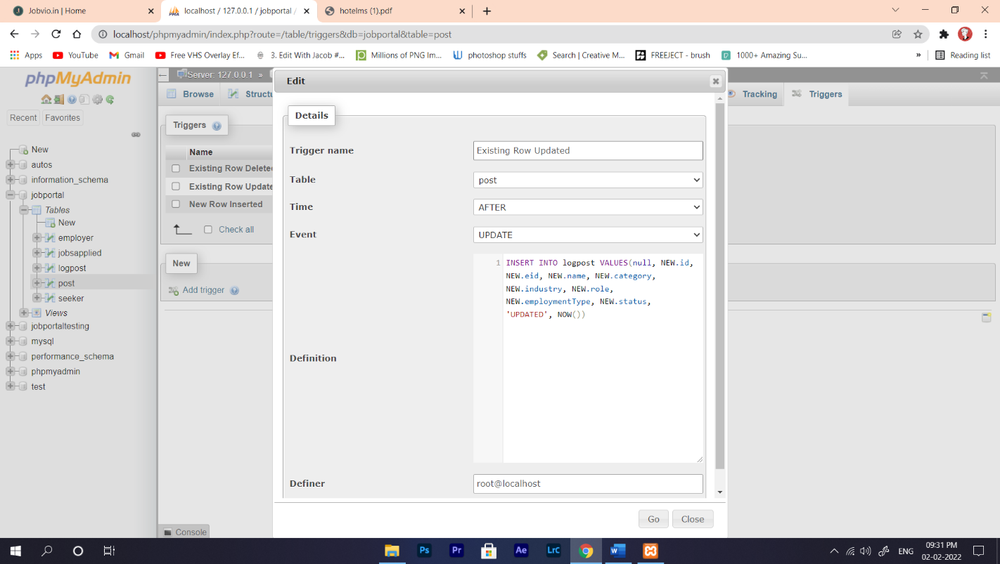 Jobvio.in | Home
localhost / 127.0.0.1 / jobportal /
hotelms (1).pdf
localhost/phpmyadmin/index.php?route=/table/triggers&db=jobportal&table=post
Apps YouTube Gmail Free VHS Overlay Ef... 3. Edit With Jacob #... Millions of PNG Im... photoshop stuffs Search | Creative M... FREEJECT - brush 1000+ Amazing Su... » Reading list
phpMyAdmin
Recent Favorites
New
autos
information_schema
jobportal
Tables
New
employer
jobsapplied
logpost
post
seeker
Views
jobportaltesting
mysql
performance_schema
phpmyadmin
test
Server: 127.0.0.1 »
Browse Structu Tracking Triggers
Triggers
Name
Existing Row Delete
Existing Row Update
New Row Inserted
Check all
New
Add trigger
Console
Edit
Details
Trigger name Existing Row Updated
Table post
Time AFTER
Event UPDATE
Definition
1 INSERT INTO logpost VALUES(null, NEW.id,
NEW.eid, NEW.name, NEW.category,
NEW.industry, NEW.role,
NEW.employmentType, NEW.status,
'UPDATED', NOW())
Definer root@localhost
Go Close
Ps Pr Ae LrC W
ENG
09:31 PM
02-02-2022